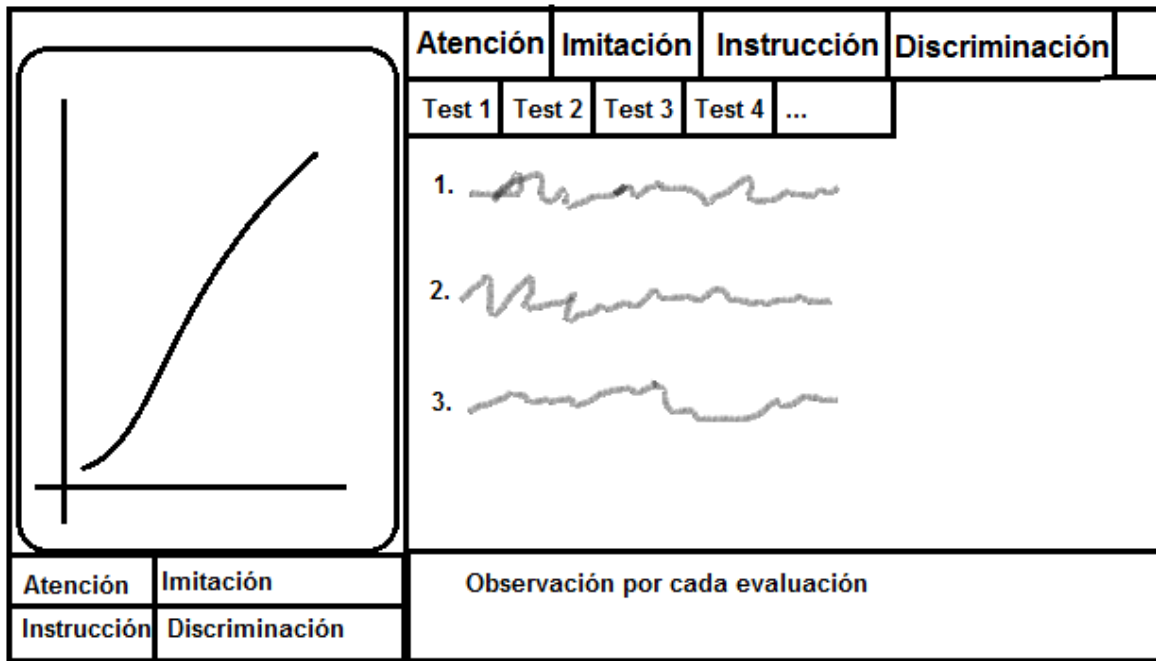 Atención Imitación Instrucción Discriminación
Test 1 Test 2 Test 3 Test 4 ...
1.
2.
3.
Atención Imitación
Instrucción Discriminación
Observación por cada evaluación